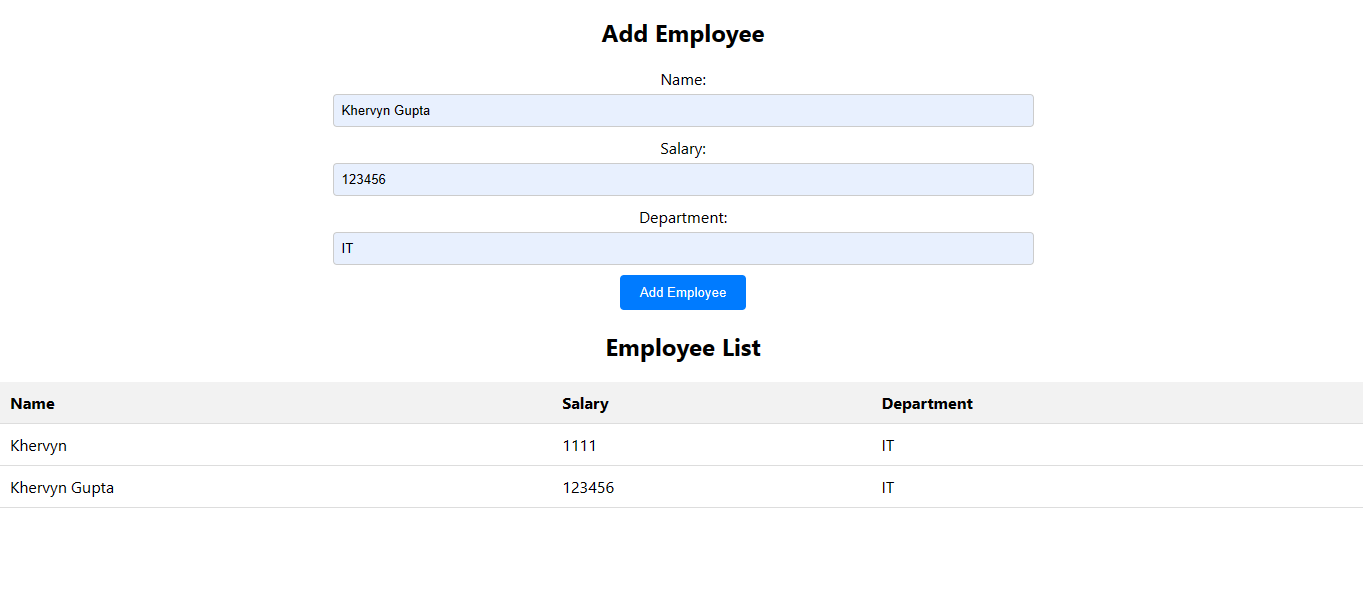 Add Employee
Name:
Khervyn Gupta
Salary:
123456
Department:
IT
Add Employee
Employee List
Name Salary Department
Khervyn 1111 IT
Khervyn Gupta 123456 IT